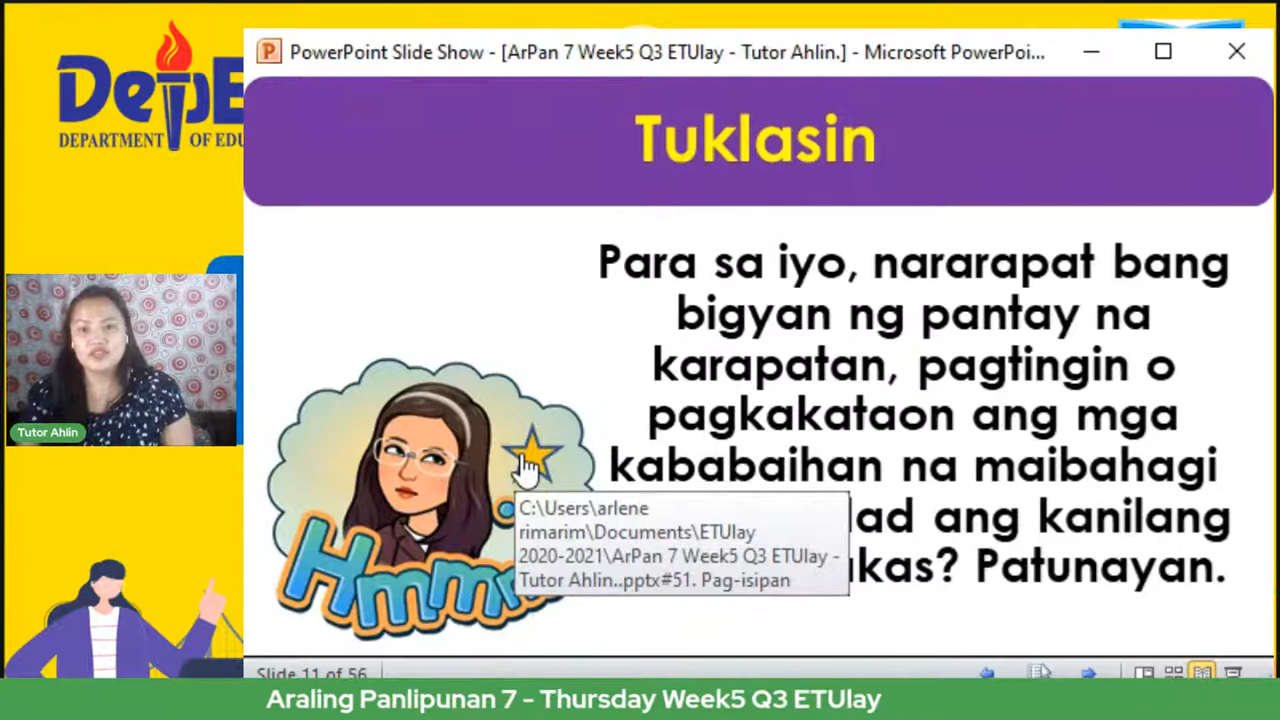 PowerPoint Slide Show - [ArPan 7 Week5 Q3 ETUlay - Tutor Ahlin.] - Microsoft PowerPoi...
DepE
DEPARTMENT OF EDU
Tuklasin
Para sa iyo, nararapat bang
bigyan ng pantay na
karapatan, pagtingin o
pagkakataon ang mga
kababaihan na maibahagi
lad ang kanilang
akas? Patunayan.
Tutor Ahlin
Hmmm
C:\Users\arlene
rimarim\Documents\ETUlay
2020-2021\ArPan 7 Week5 Q3 ETUlay -
Tutor Ahlin..pptx#51. Pag-isipan
Slide 11 of 56
Araling Panlipunan 7 - Thursday Week5 Q3 ETUlay